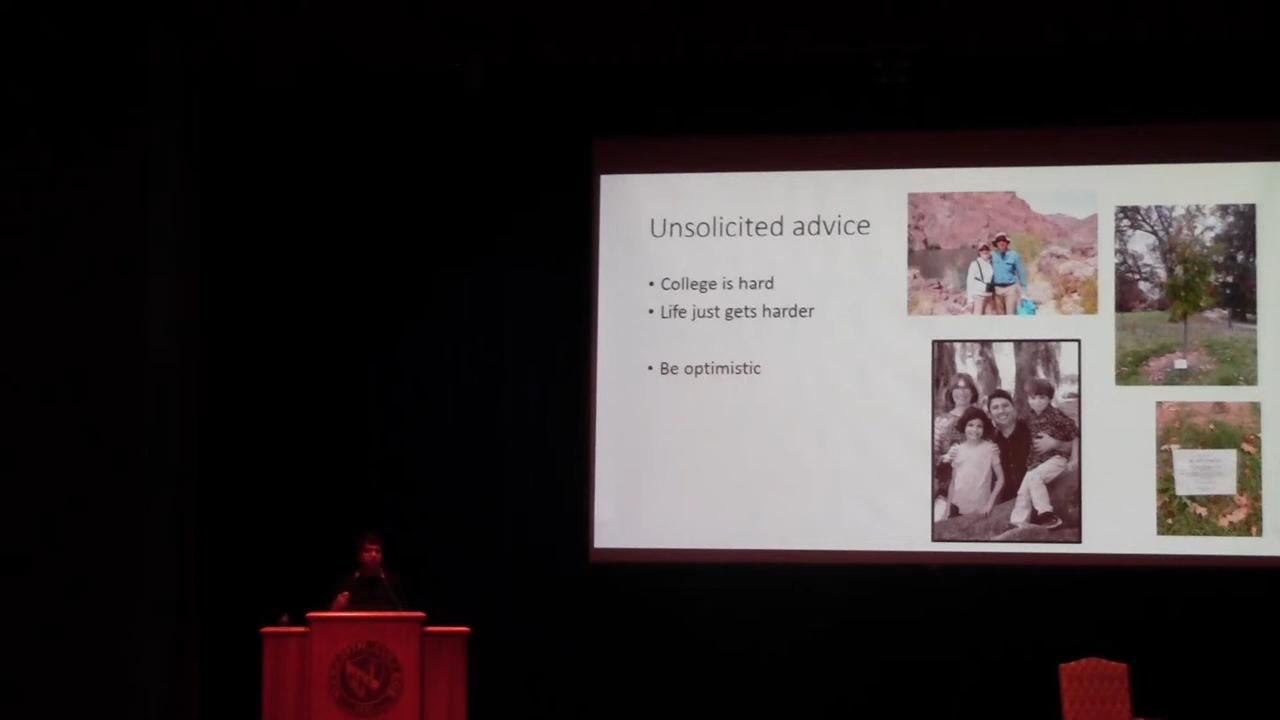 Unsolicited advice
• College is hard
• Life just gets harder
• Be optimistic